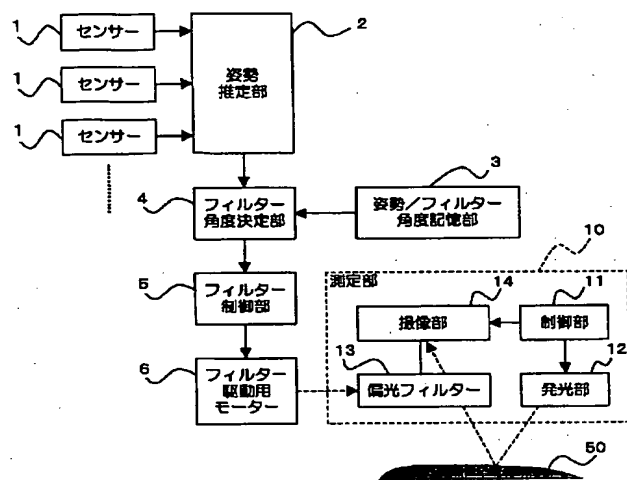 1
センサー
2
姿勢
推定部
1
センサー
1
センサー
3
4
フィルター
角度決定部
姿勢／フィルター
角度記憶部
10
測定部
5
フィルター
制御部
14
撮像部
11
制御部
6
フィルター
駆動用
モーター
13
偏光フィルター
12
発光部
50